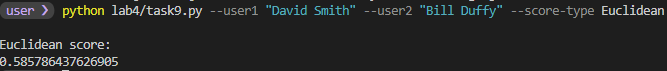 user ❯ python lab4/task9.py --user1 "David Smith" --user2 "Bill Duffy" --score-type Euclidean
Euclidean score:
0.585786437626905